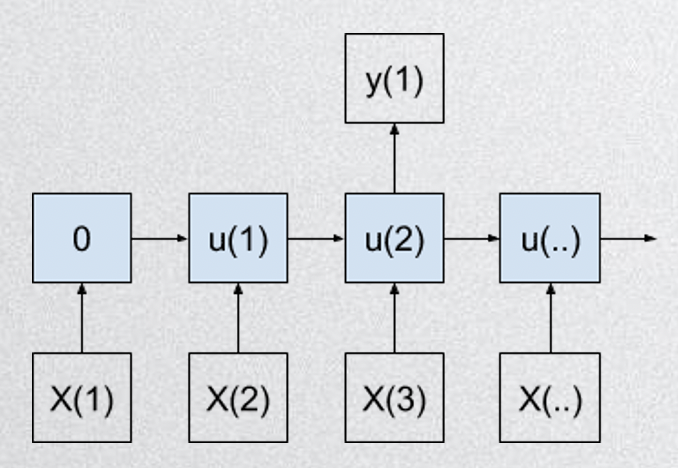 y(1)
0
u(1)
u(2)
u(..)
X(1)
X(2)
X(3)
X(..)